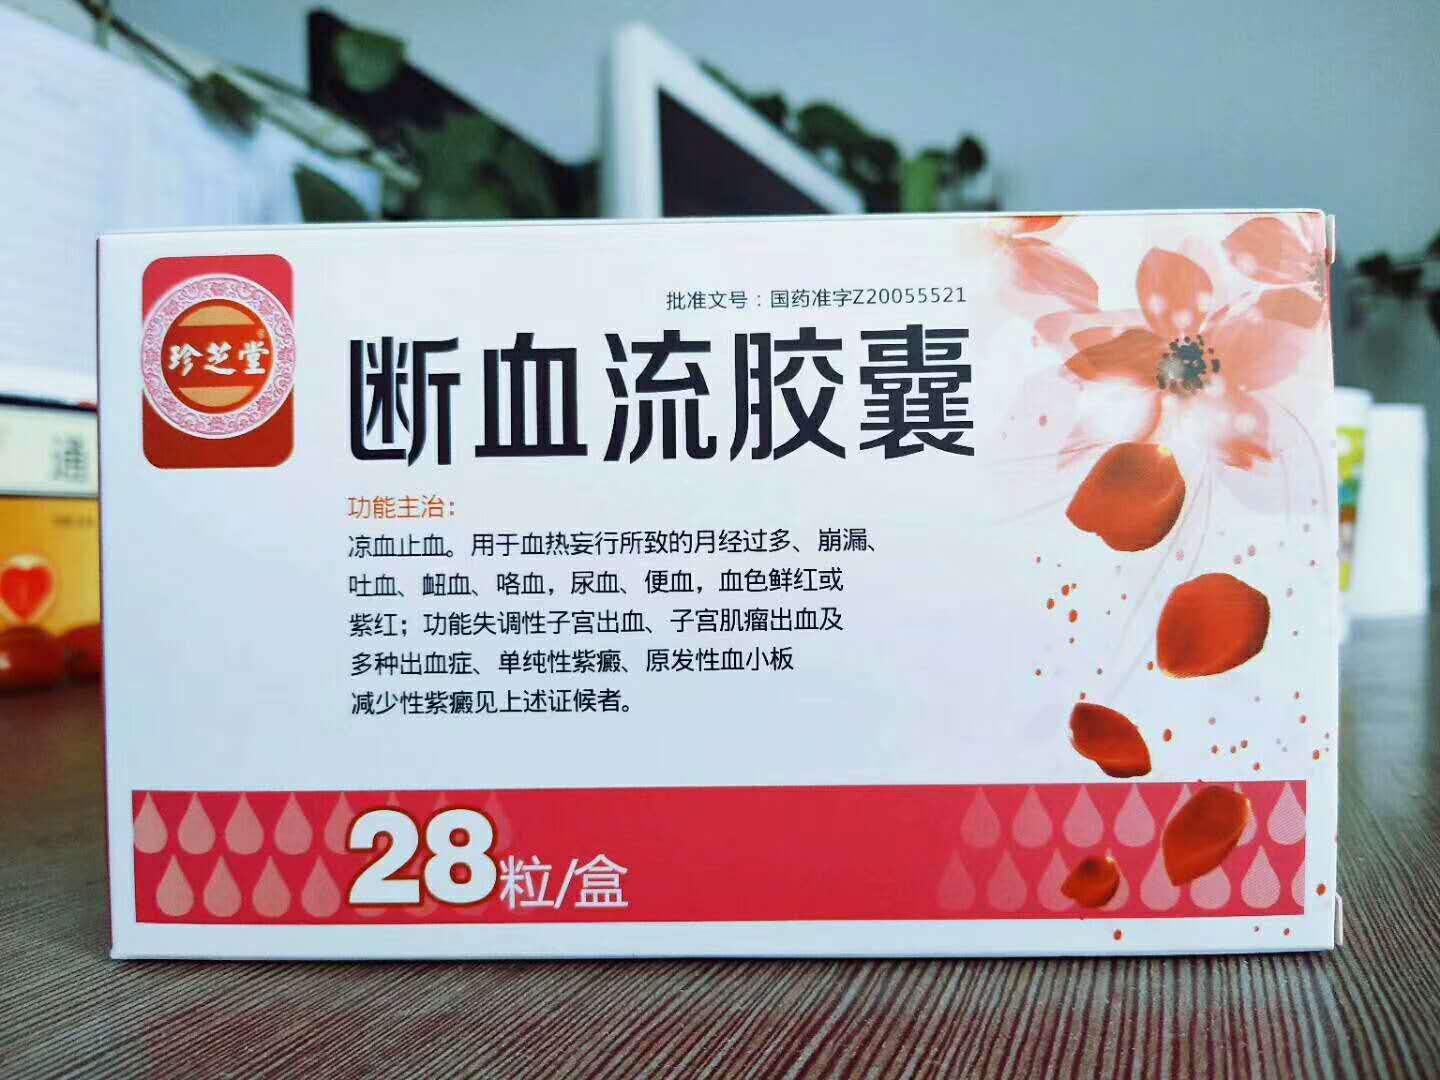 批准文号：国药准字Z20055521
珍芝堂®
断血流胶囊
功能主治：
凉血止血。用于血热妄行所致的月经过多、崩漏、
吐血、衄血、咯血，尿血、便血，血色鲜红或
紫红；功能失调性子宫出血、子宫肌瘤出血及
多种出血症、单纯性紫癜、原发性血小板
减少性紫癜见上述证候者。
28粒/盒
通